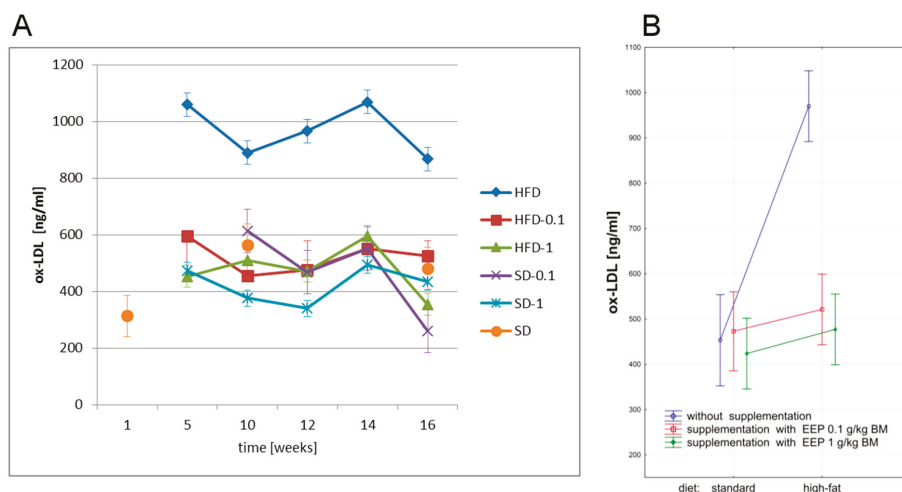 A
B
1200
1000
800
600
400
200
0
ox-LDL [ng/ml]
1 5 10 12 14 16
time [weeks]
HFD
HFD-0.1
HFD-1
SD-0.1
SD-1
SD
1100
1000
900
800
700
600
500
400
300
200
ox-LDL [ng/ml]
without supplementation
supplementation with EEP 0.1 g/kg BM
supplementation with EEP 1 g/kg BM
diet: standard high-fat